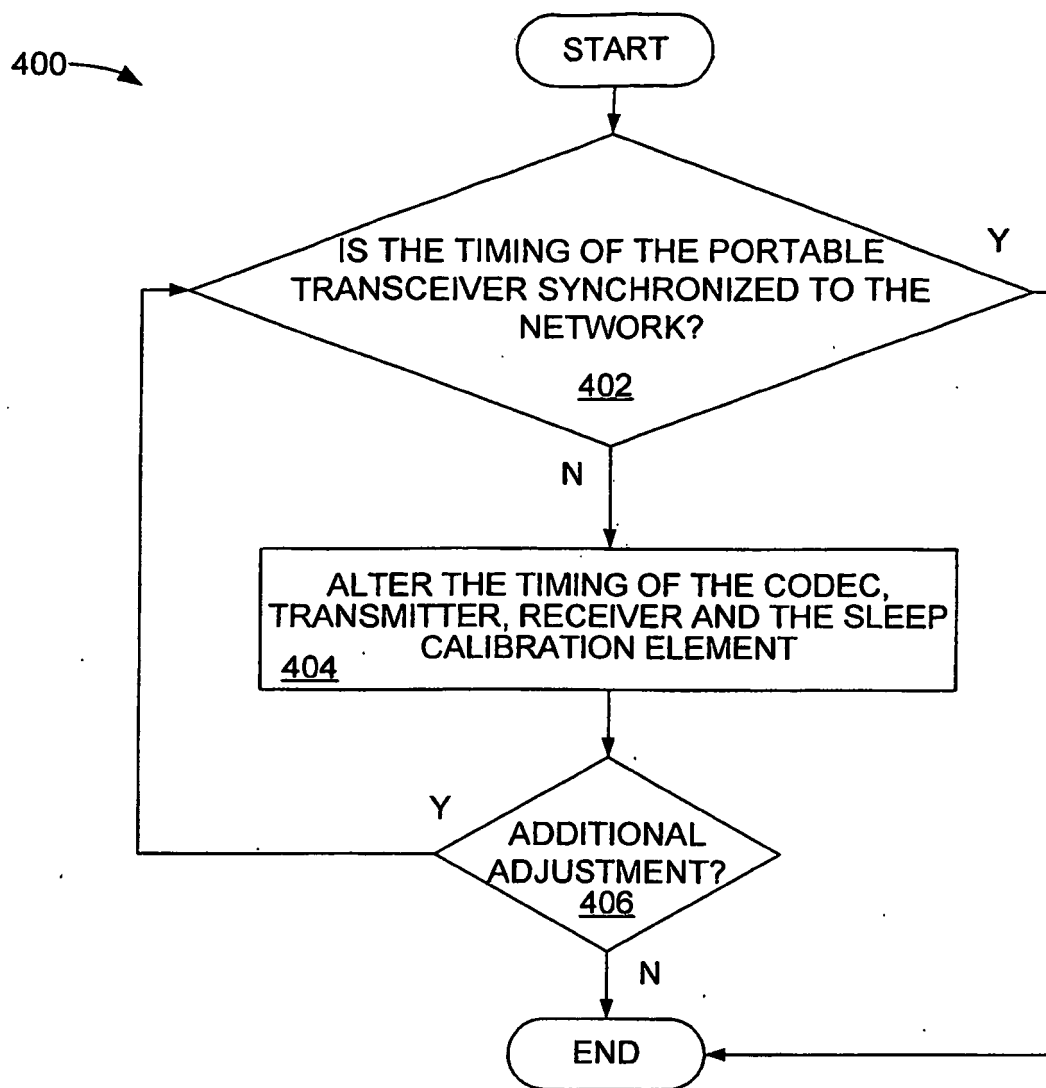 400
START
IS THE TIMING OF THE PORTABLE
TRANSCEIVER SYNCHRONIZED TO THE
NETWORK?
402
Y
N
ALTER THE TIMING OF THE CODEC,
TRANSMITTER, RECEIVER AND THE SLEEP
CALIBRATION ELEMENT
404
Y
ADDITIONAL
ADJUSTMENT?
406
N
END